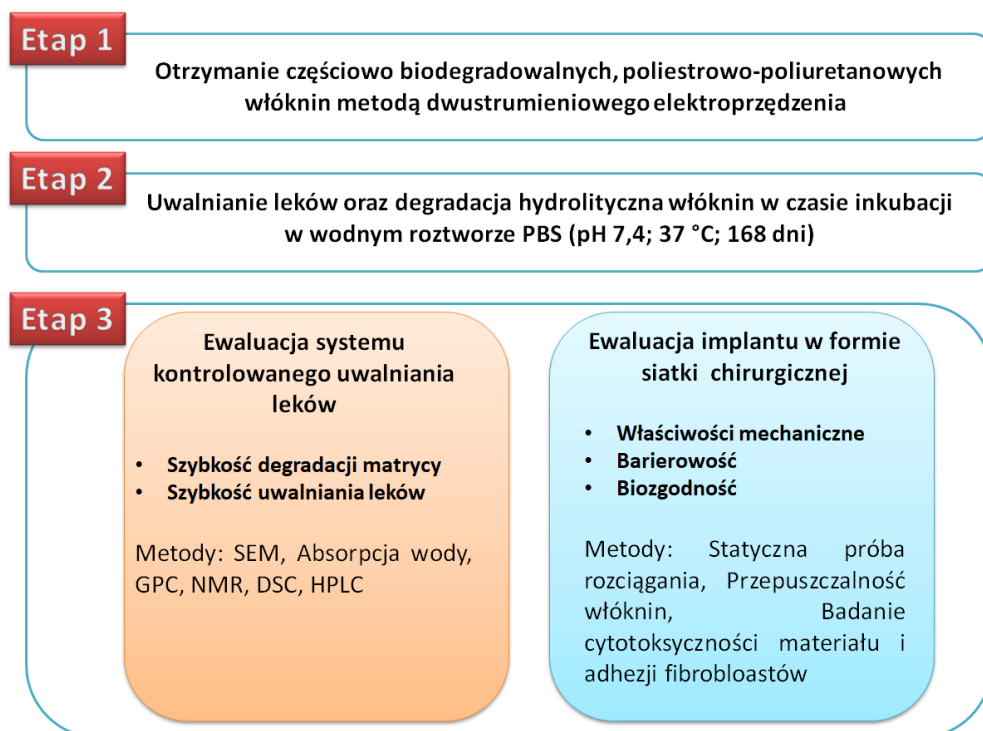 Etap 1
Otrzymanie częściowo biodegradowalnych, poliestrowo-poliuretanowych
włóknin metodą dwustrumieniowego elektroprzędzenia
Etap 2
Uwalnianie leków oraz degradacja hydrolityczna włóknin w czasie inkubacji
w wodnym roztworze PBS (pH 7,4; 37 °C; 168 dni)
Etap 3
Ewaluacja systemu
kontrolowanego uwalniania
leków
• Szybkość degradacji matrycy
• Szybkość uwalniania leków
Metody: SEM, Absorpcja wody,
GPC, NMR, DSC, HPLC
Ewaluacja implantu w formie
siatki chirurgicznej
• Właściwości mechaniczne
• Barierowość
• Biozgodność
Metody: Statyczna próba
rozciągania, Przepuszczalność
włóknin, Badanie
cytotoksyczności materiału i
adhezji fibrobloastów